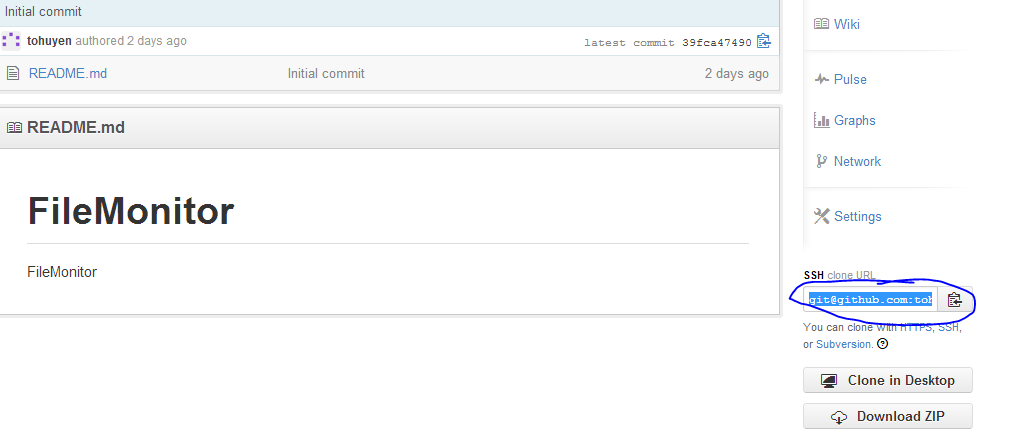 Initial commit
tohuyen authored 2 days ago
latest commit 39fca47490
README.md Initial commit 2 days ago
README.md
FileMonitor
FileMonitor
Wiki
Pulse
Graphs
Network
Settings
SSH clone URL
git@github.com:toh
You can clone with HTTPS, SSH,
or Subversion.
Clone in Desktop
Download ZIP